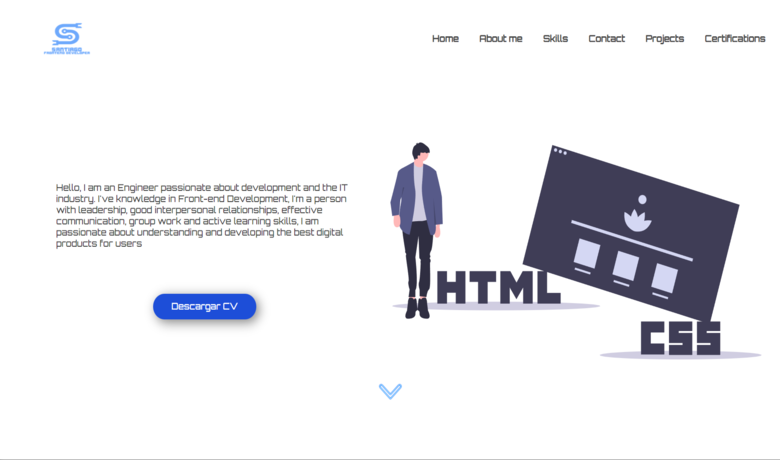 SANTIAGO
FRONTEND DEVELOPER
Home About me Skills Contact Projects Certifications
Hello, I am an Engineer passionate about development and the IT
industry. I've knowledge in Front-end Development, I'm a person
with leadership, good interpersonal relationships, effective
communication, group work and active learning skills, I am
passionate about understanding and developing the best digital
products for users
Descargar CV
HTML
CSS